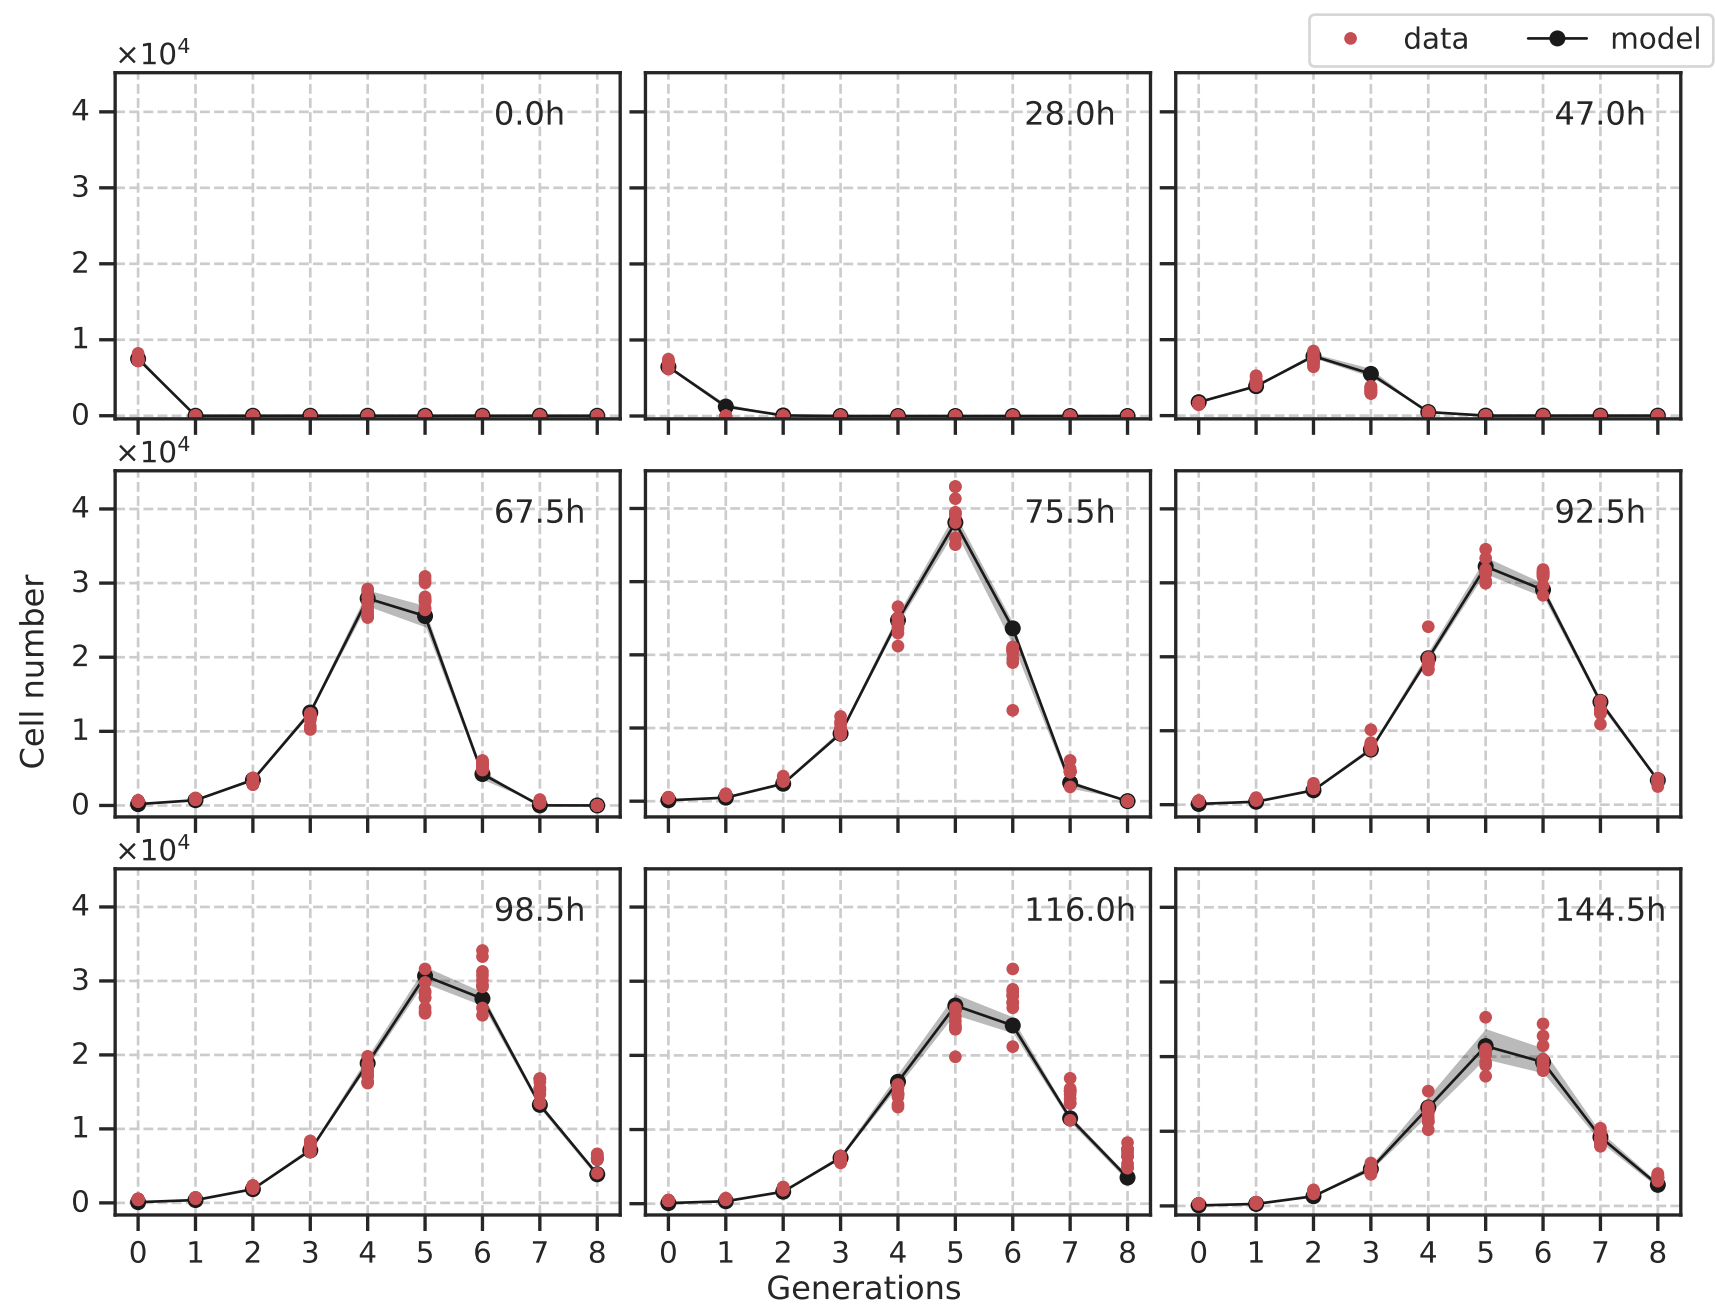 data model
×10⁴
4
3
2
1
0
0.0h
28.0h
47.0h
×10⁴
4
3
2
1
0
67.5h
75.5h
92.5h
Cell number
×10⁴
4
3
2
1
0
98.5h
116.0h
144.5h
0 1 2 3 4 5 6 7 8
0 1 2 3 4 5 6 7 8
0 1 2 3 4 5 6 7 8
Generations